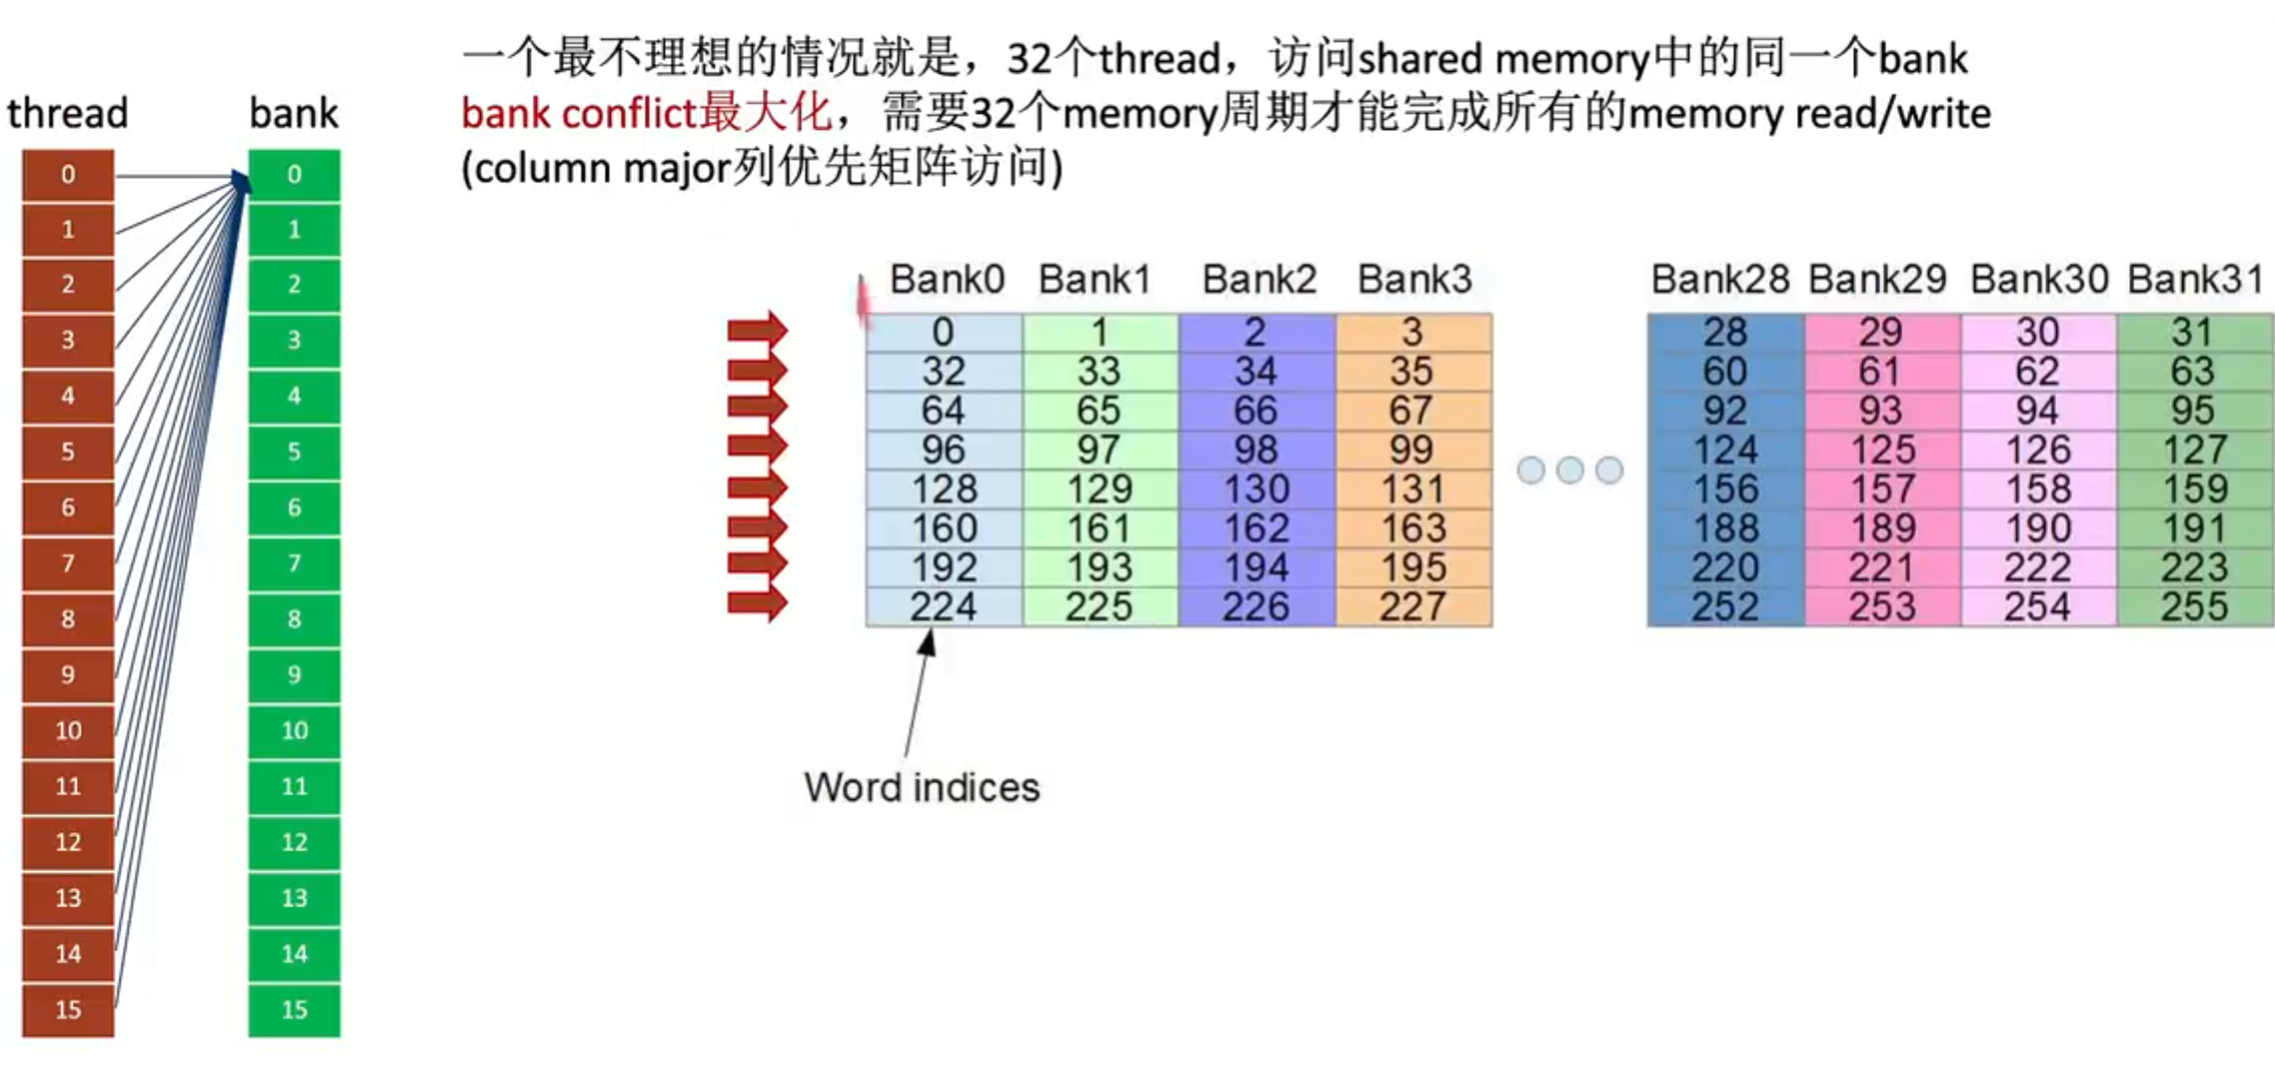 一个最不理想的情况就是，32个thread，访问shared memory中的同一个bank
bank conflict最大化，需要32个memory周期才能完成所有的memory read/write
(column major列优先矩阵访问)
thread bank
0 0
1 1
2 2
3 3
4 4
5 5
6 6
7 7
8 8
9 9
10 10
11 11
12 12
13 13
14 14
15 15
Bank0 Bank1 Bank2 Bank3 Bank28 Bank29 Bank30 Bank31
0 1 2 3 28 29 30 31
32 33 34 35 60 61 62 63
64 65 66 67 92 93 94 95
96 97 98 99 124 125 126 127
128 129 130 131 156 157 158 159
160 161 162 163 188 189 190 191
192 193 194 195 220 221 222 223
224 225 226 227 252 253 254 255
Word indices